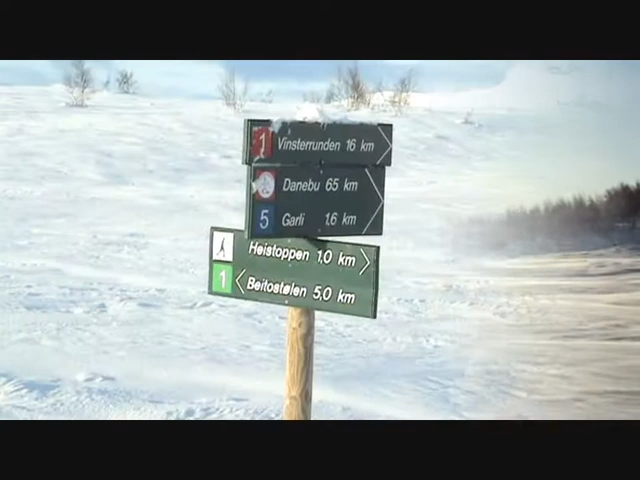 1 Vinsterrunden 16 km
Danebu 65 km
5 Garli 1,6 km
Heistoppen 1,0 km
1 Beitostølen 5,0 km